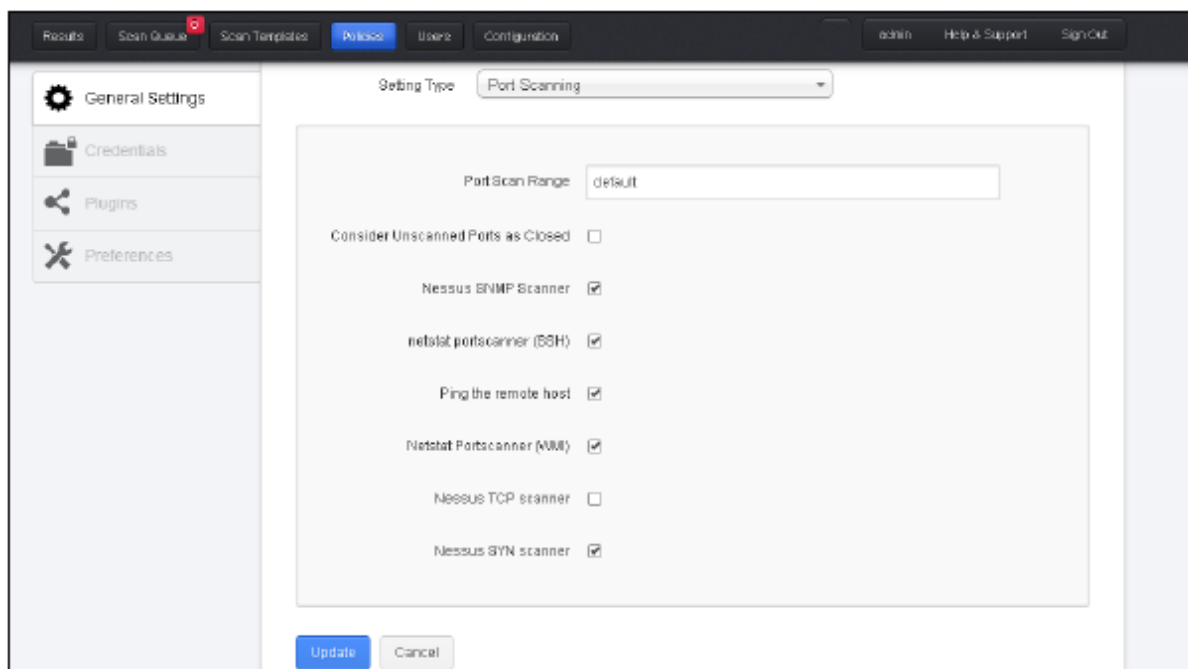 Results Scan Queue 0 Scan Templates Policies Users Configuration admin Help & Support Sign Out
General Settings
Credentials
Plugins
Preferences
Setting Type Port Scanning
Port Scan Range default
Consider Unscanned Ports as Closed
Nessus SNMP Scanner
netstat portscanner (SSH)
Ping the remote host
Netstat Portscanner (WMI)
Nessus TCP scanner
Nessus SYN scanner
Update Cancel